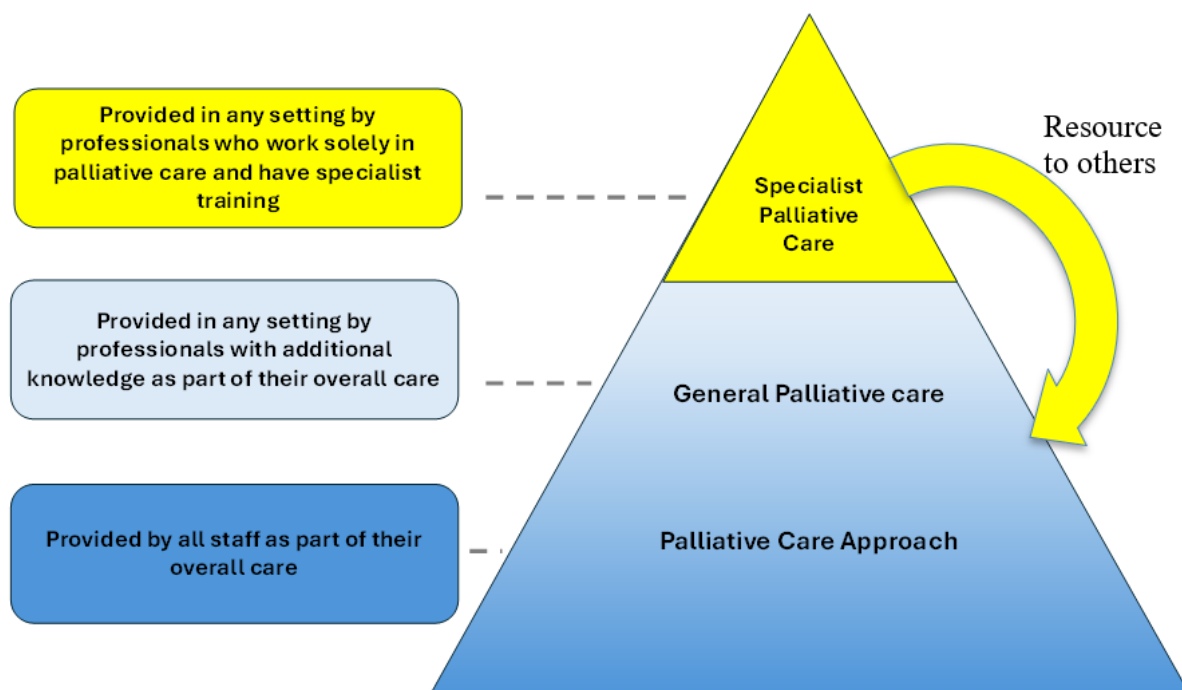 Provided in any setting by
professionals who work solely in
palliative care and have specialist
training
Resource
to others
Specialist
Palliative
Care
Provided in any setting by
professionals with additional
knowledge as part of their overall care
General Palliative care
Provided by all staff as part of their
overall care
Palliative Care Approach